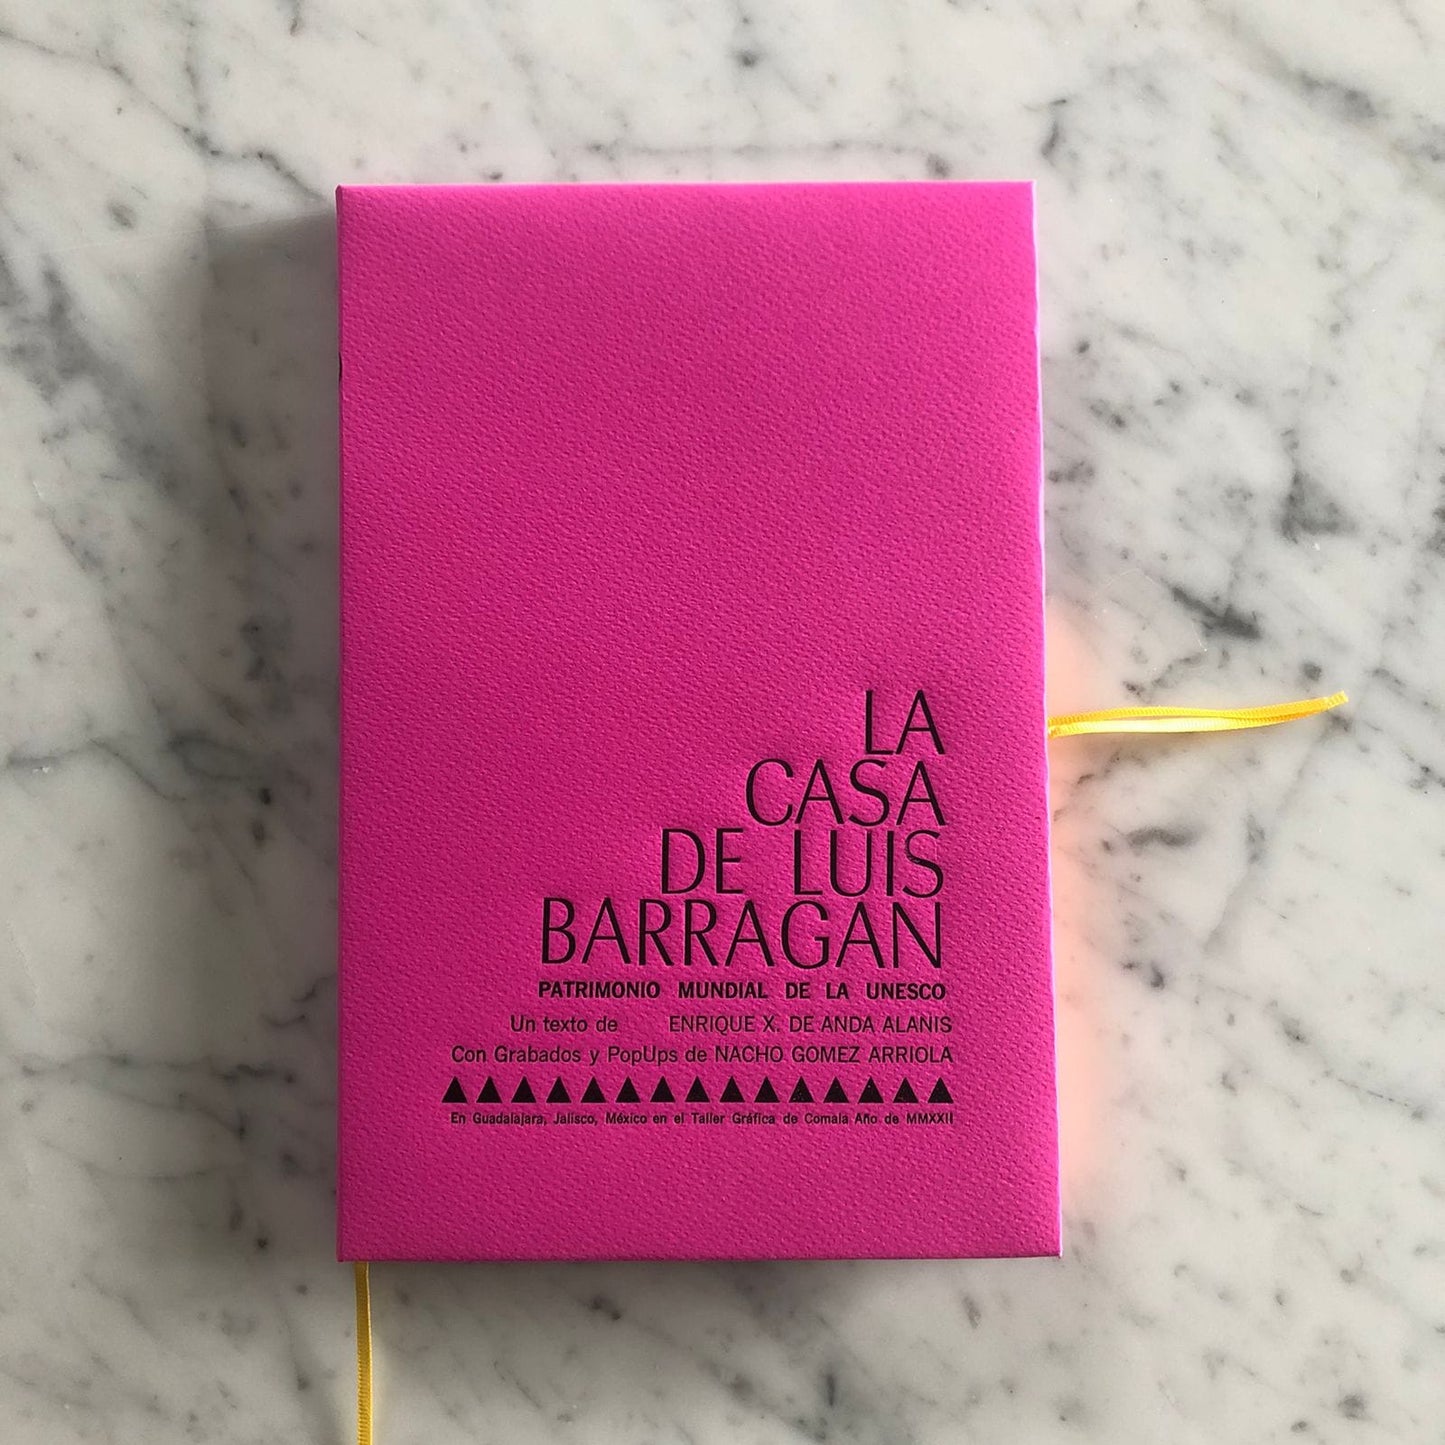 LA
CASA
DE LUIS
BARRAGAN
PATRIMONIO MUNDIAL DE LA UNESCO
Un texto de ENRIQUE X. DE ANDA ALANIS
Con Grabados y PopUps de NACHO GOMEZ ARRIOLA
En Guadalajara, Jalisco, México en el Taller Gráfica de Comala Año de MMXXII